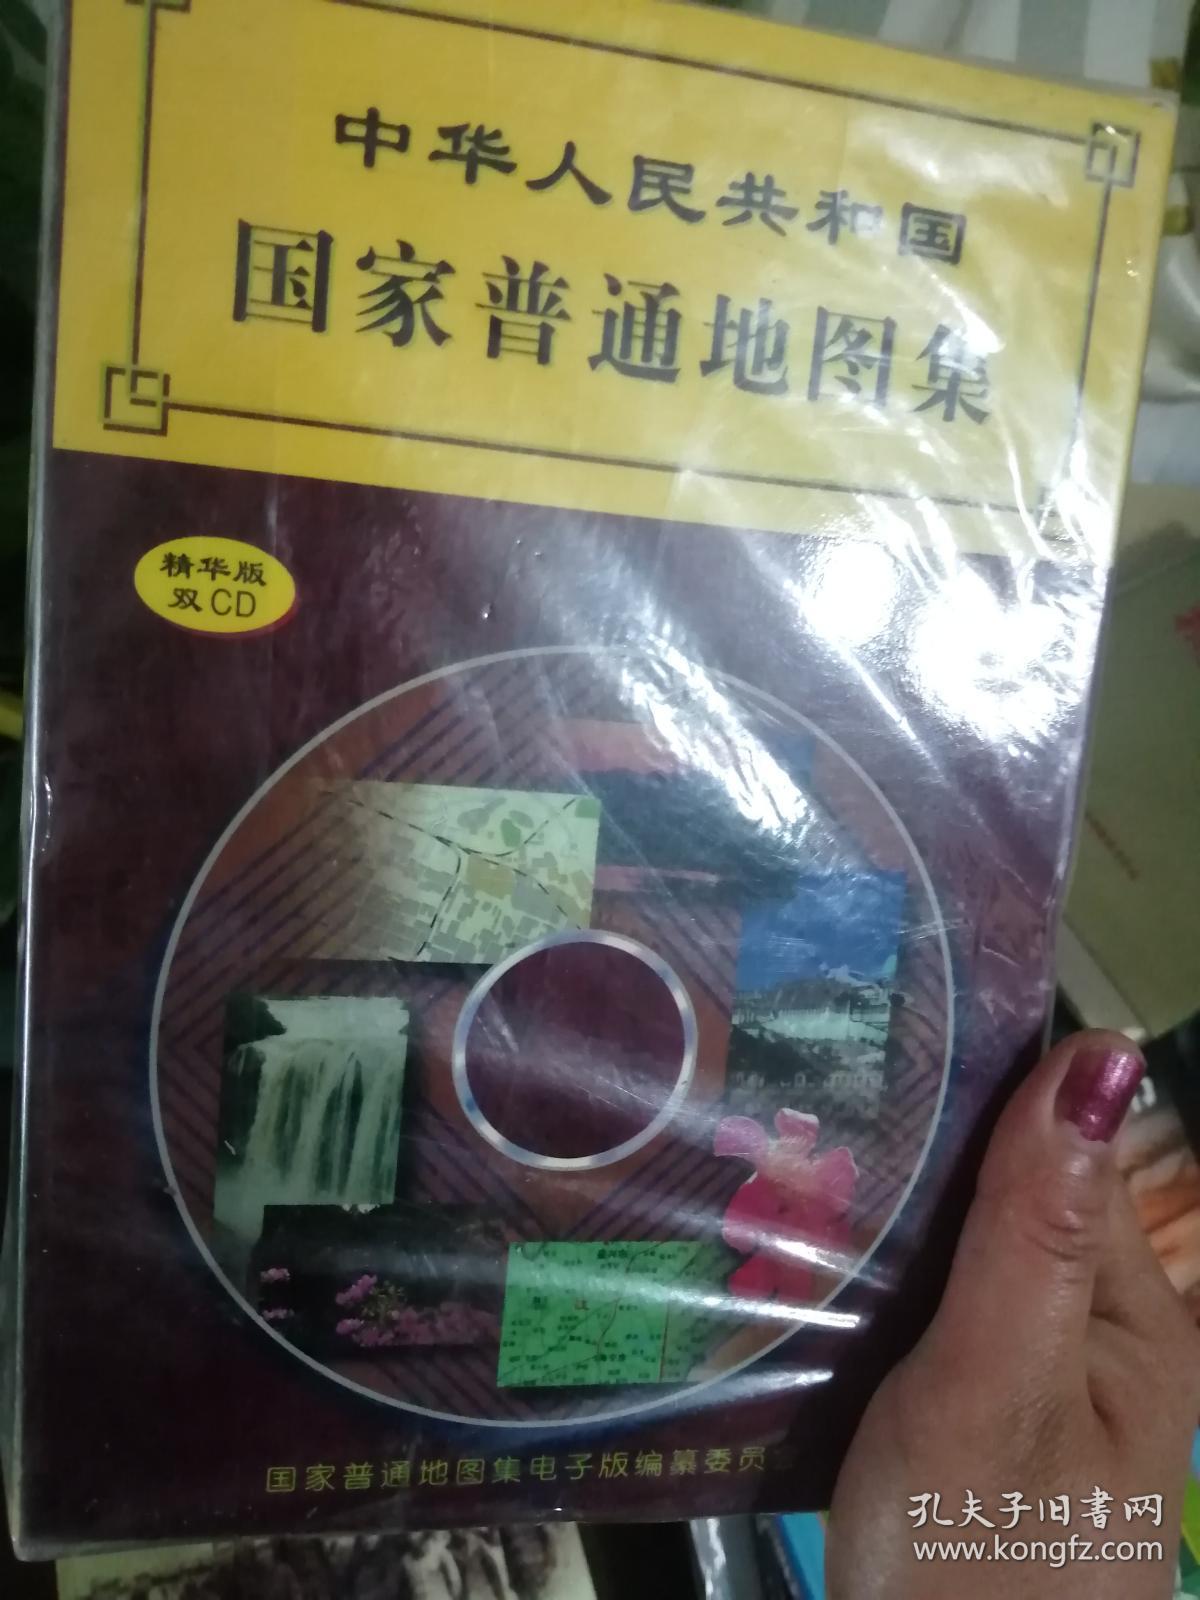 中华人民共和国
国家普通地图集
精华版
双CD
国家普通地图集电子版编纂委员会
孔夫子旧書网
www.kongfz.com